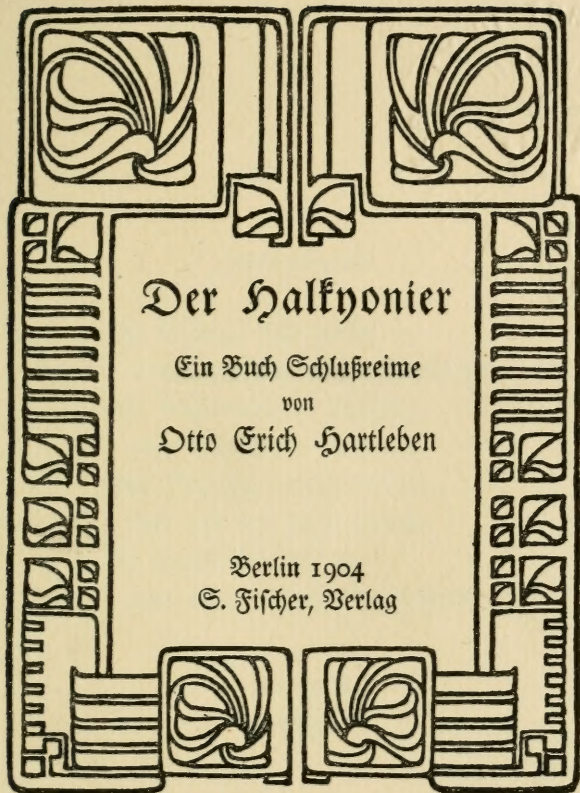 Der Halkyonier
Ein Buch Schlußreime
von
Otto Erich Hartleben
Berlin 1904
S. Fischer, Verlag